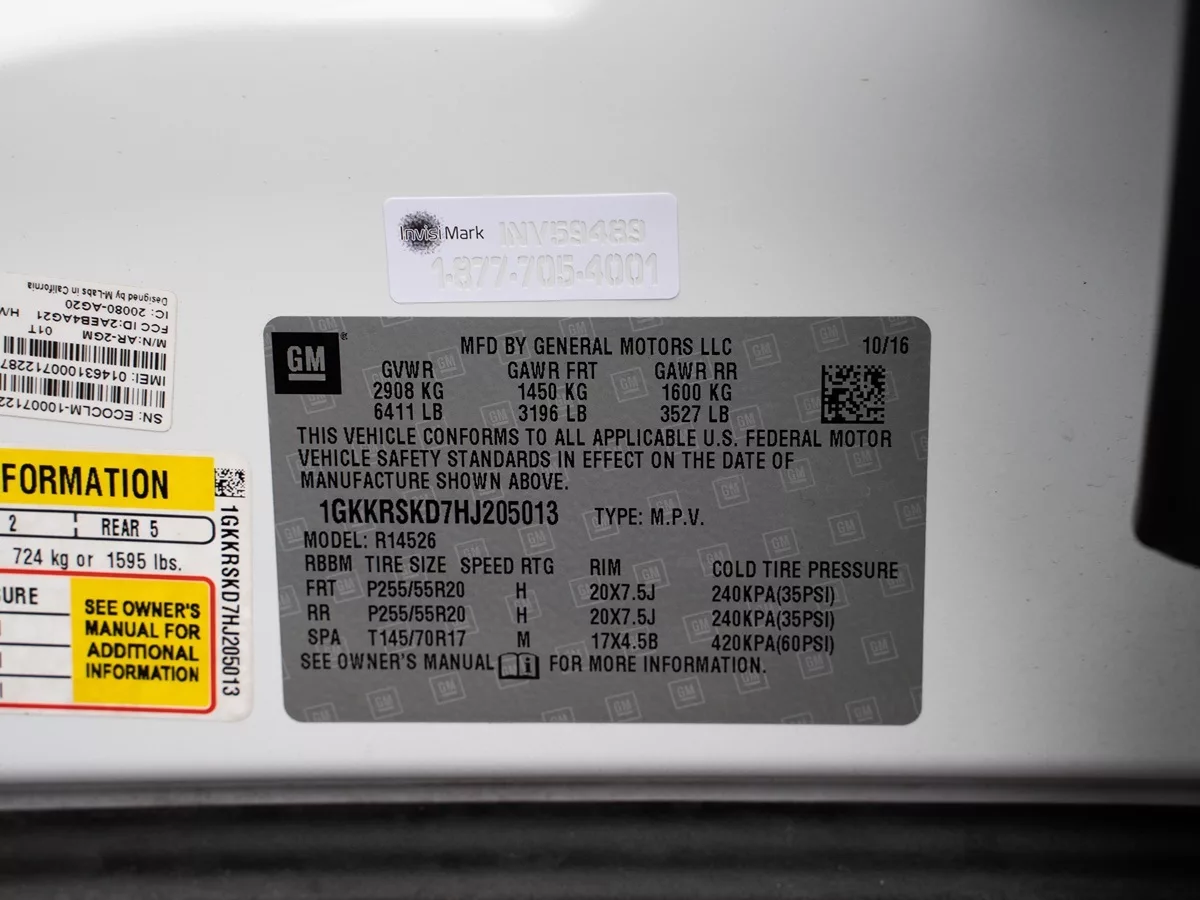 InvisiMark INV59489
1-877-705-4001
Designed by M-Labs in California
IC: 20080-AG20
FCC ID:2AEB4AG21 H/W
M/N:AR-2GM 01T
IMEI: 01463100071228
SN: ECOCLM-1000712
FORMATION
2 REAR 5
724 kg or 1595 lbs.
SURE
SEE OWNER'S
MANUAL FOR
ADDITIONAL
INFORMATION
1GKKRSKD7HJ205013
GM
MFD BY GENERAL MOTORS LLC 10/16
GVWR GAWR FRT GAWR RR
2908 KG 1450 KG 1600 KG
6411 LB 3196 LB 3527 LB
THIS VEHICLE CONFORMS TO ALL APPLICABLE U.S. FEDERAL MOTOR
VEHICLE SAFETY STANDARDS IN EFFECT ON THE DATE OF
MANUFACTURE SHOWN ABOVE.
1GKKRSKD7HJ205013 TYPE: M.P.V.
MODEL: R14526
RBBM TIRE SIZE SPEED RTG RIM COLD TIRE PRESSURE
FRT P255/55R20 H 20X7.5J 240KPA(35PSI)
RR P255/55R20 H 20X7.5J 240KPA(35PSI)
SPA T145/70R17 M 17X4.5B 420KPA(60PSI)
SEE OWNER'S MANUAL FOR MORE INFORMATION.